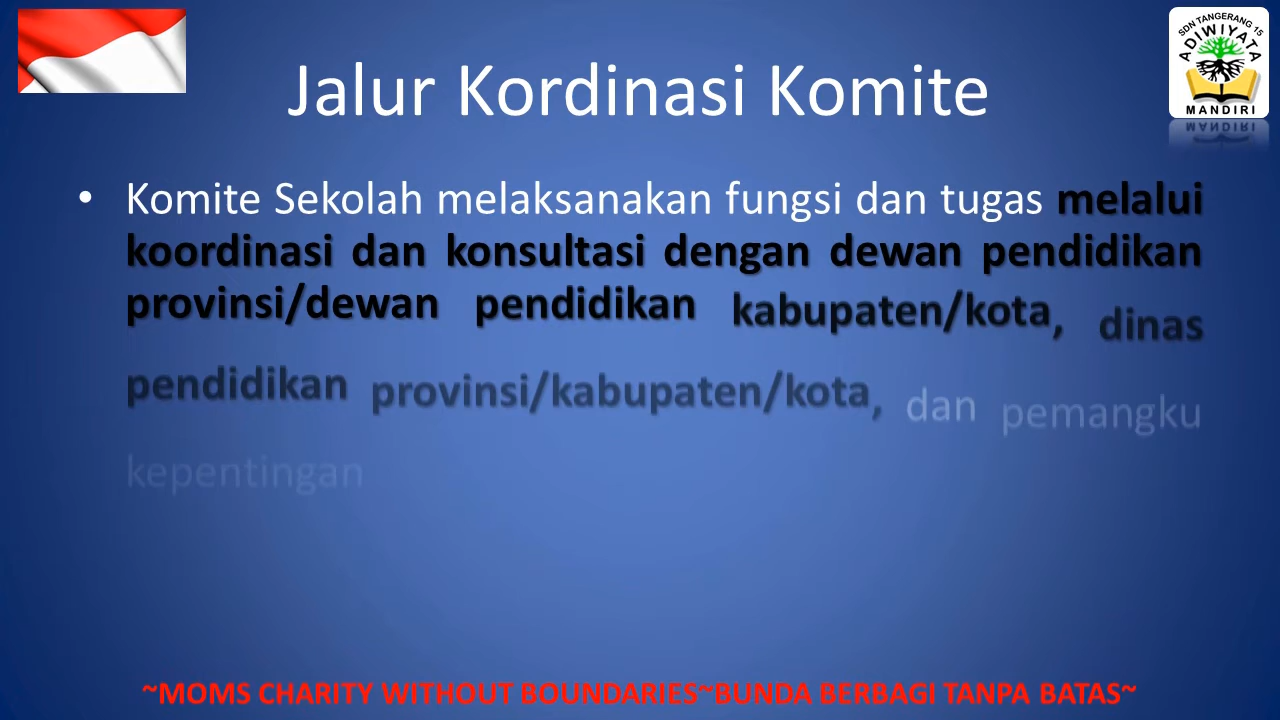 SDN TANGERANG 15
ADIWIYATA
MANDIRI
Jalur Kordinasi Komite
• Komite Sekolah melaksanakan fungsi dan tugas melalui
koordinasi dan konsultasi dengan dewan pendidikan
provinsi/dewan pendidikan kabupaten/kota, dinas
pendidikan provinsi/kabupaten/kota, dan pemangku
kepentingan
~MOMS CHARITY WITHOUT BOUNDARIES~BUNDA BERBAGI TANPA BATAS~